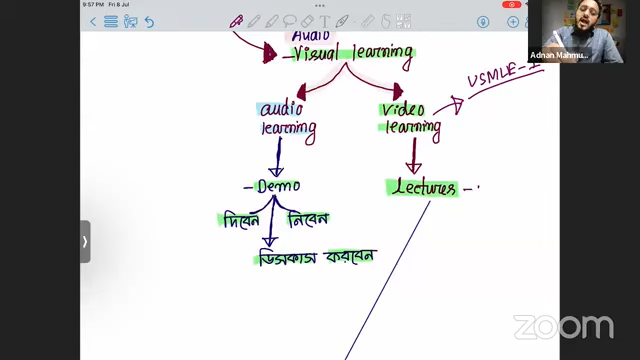 9:57 PM Fri 8 Jul
Audio
- Visual learning
USMLE-1
audio
learning
video
learning
- Demo
Lectures -
দিবেন
নিবেন
ডিসকাস করবেন
Adnan Mahmu...
zoom